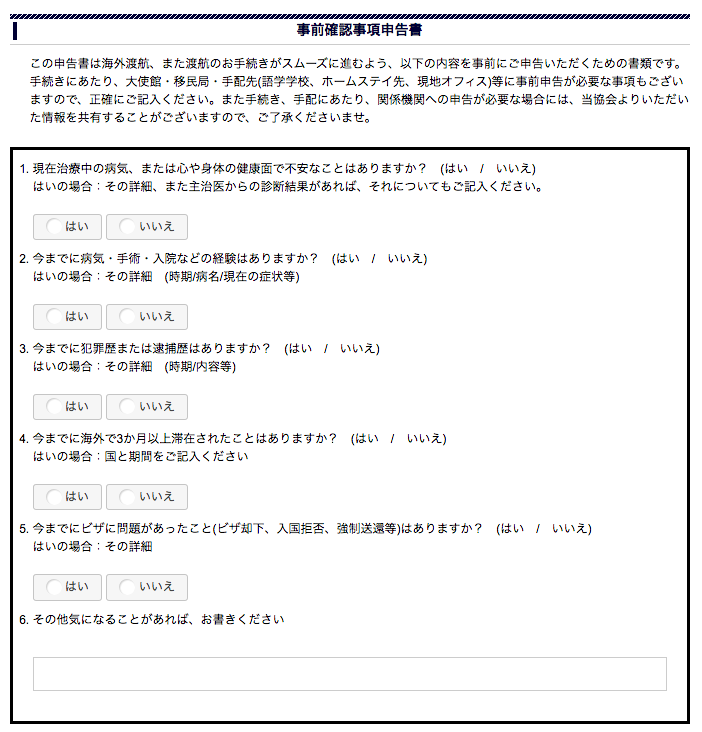 事前確認事項申告書
この申告書は海外渡航、また渡航のお手続きがスムーズに進むよう、以下の内容を事前にご申告いただくための書類です。
手続きにあたり、大使館・移民局・手配先(語学学校、ホームステイ先、現地オフィス)等に事前申告が必要な事項もござい
ますので、正確にご記入ください。また手続き、手配にあたり、関係機関への申告が必要な場合には、当協会よりいただい
た情報を共有することがございますので、ご了承くださいませ。
1. 現在治療中の病気、または心や身体の健康面で不安なことはありますか？　(はい　/　いいえ)
はいの場合：その詳細、また主治医からの診断結果があれば、それについてもご記入ください。
はい　いいえ
2. 今までに病気・手術・入院などの経験はありますか？　(はい　/　いいえ)
はいの場合：その詳細　(時期/病名/現在の症状等)
はい　いいえ
3. 今までに犯罪歴または逮捕歴はありますか？　(はい　/　いいえ)
はいの場合：その詳細　(時期/内容等)
はい　いいえ
4. 今までに海外で3か月以上滞在されたことはありますか？　(はい　/　いいえ)
はいの場合：国と期間をご記入ください
はい　いいえ
5. 今までにビザに問題があったこと(ビザ却下、入国拒否、強制送還等)はありますか？　(はい　/　いいえ)
はいの場合：その詳細
はい　いいえ
6. その他気になることがあれば、お書きください